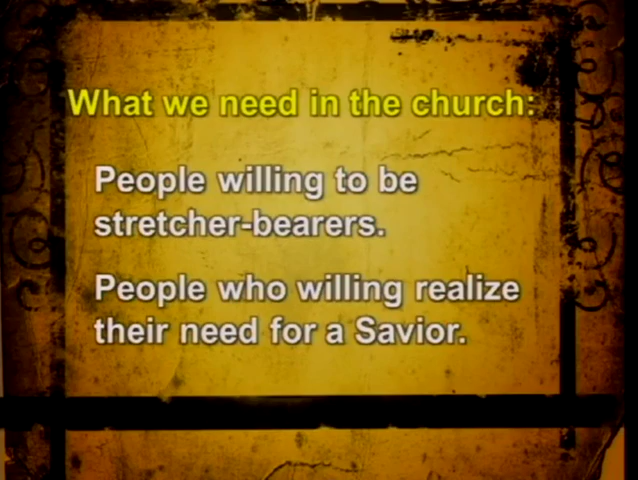 What we need in the church:
People willing to be
stretcher-bearers.
People who willing realize
their need for a Savior.